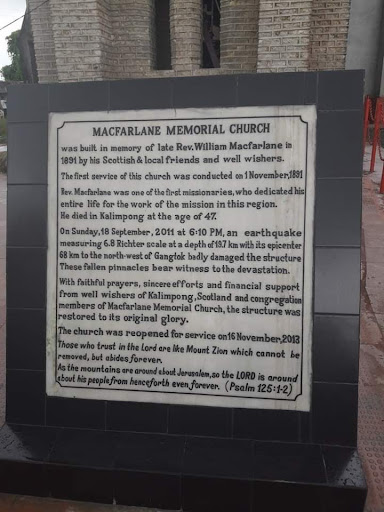 MACFARLANE MEMORIAL CHURCH
was built in memory of late Rev. William Macfarlane in
1891 by his Scottish & local friends and well wishers.
The first service of this church was conducted on 1 November, 1891
Rev. Macfarlane was one of the first missionaries, who dedicated his
entire life for the work of the mission in this region.
He died in Kalimpong at the age of 47.
On Sunday, 18 September, 2011 at 6:10 PM, an earthquake
measuring 6.8 Richter scale at a depth of 19.7 km with its epicenter
68 km to the north-west of Gangtok badly damaged the structure
These fallen pinnacles bear witness to the devastation.
With faithful prayers, sincere efforts and financial support
from well wishers of Kalimpong, Scotland and congregation
members of Macfarlane Memorial Church, the structure was
restored to its original glory.
The church was reopened for service on 16 November, 2013
Those who trust in the Lord are like Mount Zion which cannot be
removed, but abides forever.
As the mountains are around about Jerusalem, so the LORD is around
about his people from henceforth even, forever. (Psalm 125:1-2)